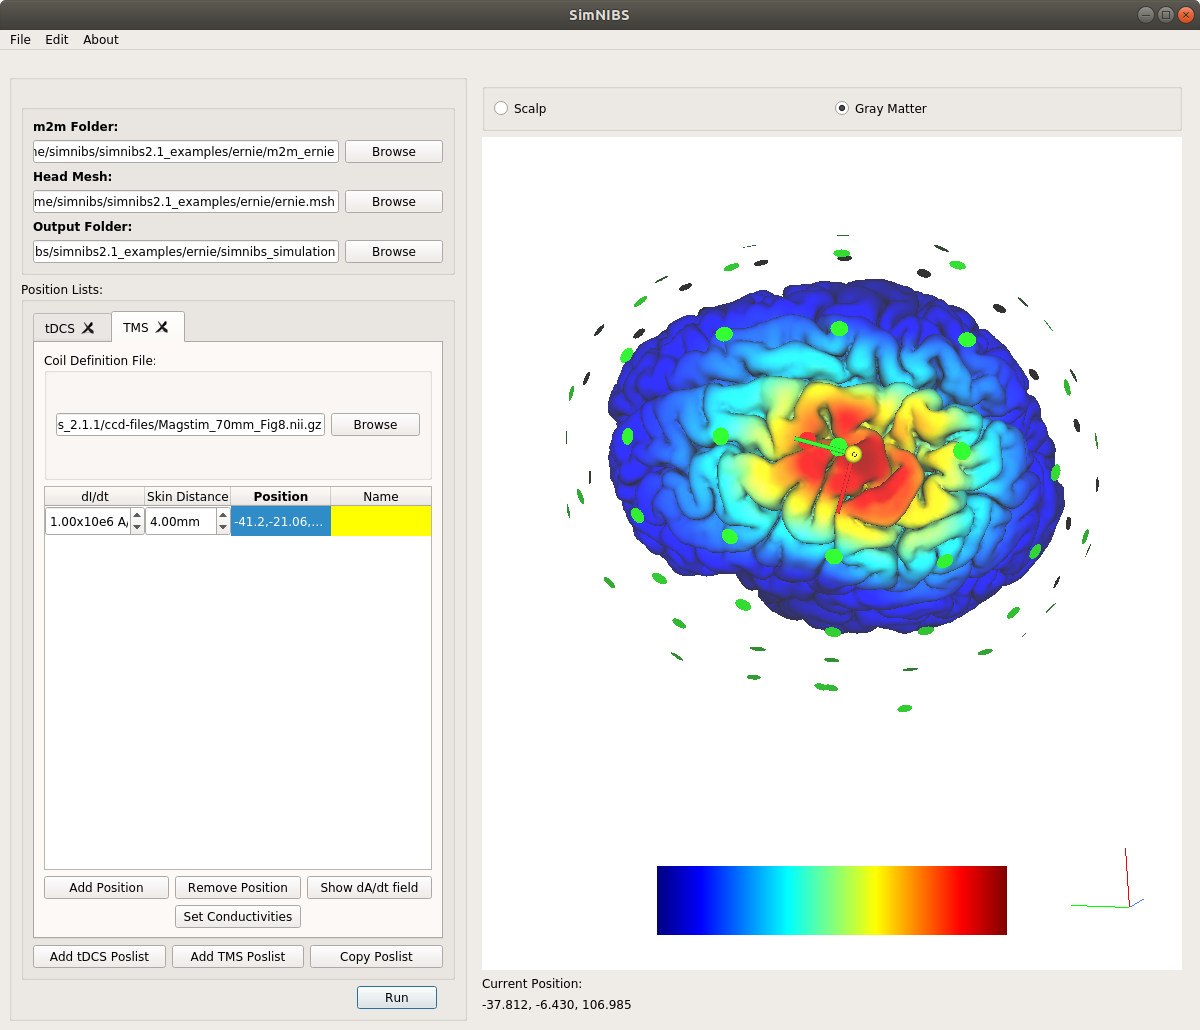 SimNIBS
File Edit About
m2m Folder:
ne/simnibs/simnibs2.1_examples/ernie/m2m_ernie Browse
Head Mesh:
me/simnibs/simnibs2.1_examples/ernie/ernie.msh Browse
Output Folder:
bs/simnibs2.1_examples/ernie/simnibs_simulation Browse
Position Lists:
tDCS TMS
Coil Definition File:
s_2.1.1/ccd-files/Magstim_70mm_Fig8.nii.gz Browse
dI/dt Skin Distance Position Name
1.00x10e6 A/ 4.00mm -41.2,-21.06,...
Add Position Remove Position Show dA/dt field
Set Conductivities
Add tDCS Poslist Add TMS Poslist Copy Poslist
Run
Scalp Gray Matter
Current Position:
-37.812, -6.430, 106.985